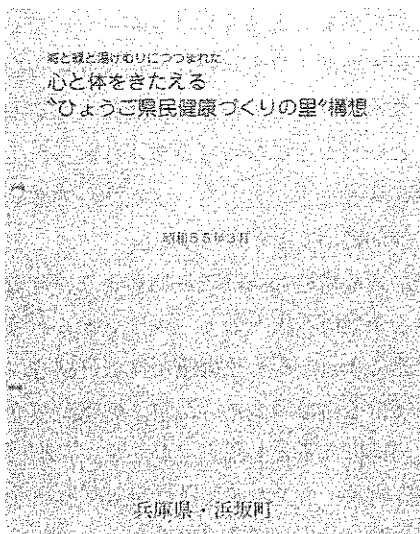 海と緑と湯けむりにつつまれた
心と体をきたえる
“ひょうご県民健康づくりの里”構想
昭和55年3月
兵庫県・浜坂町